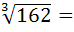 ∛162 =